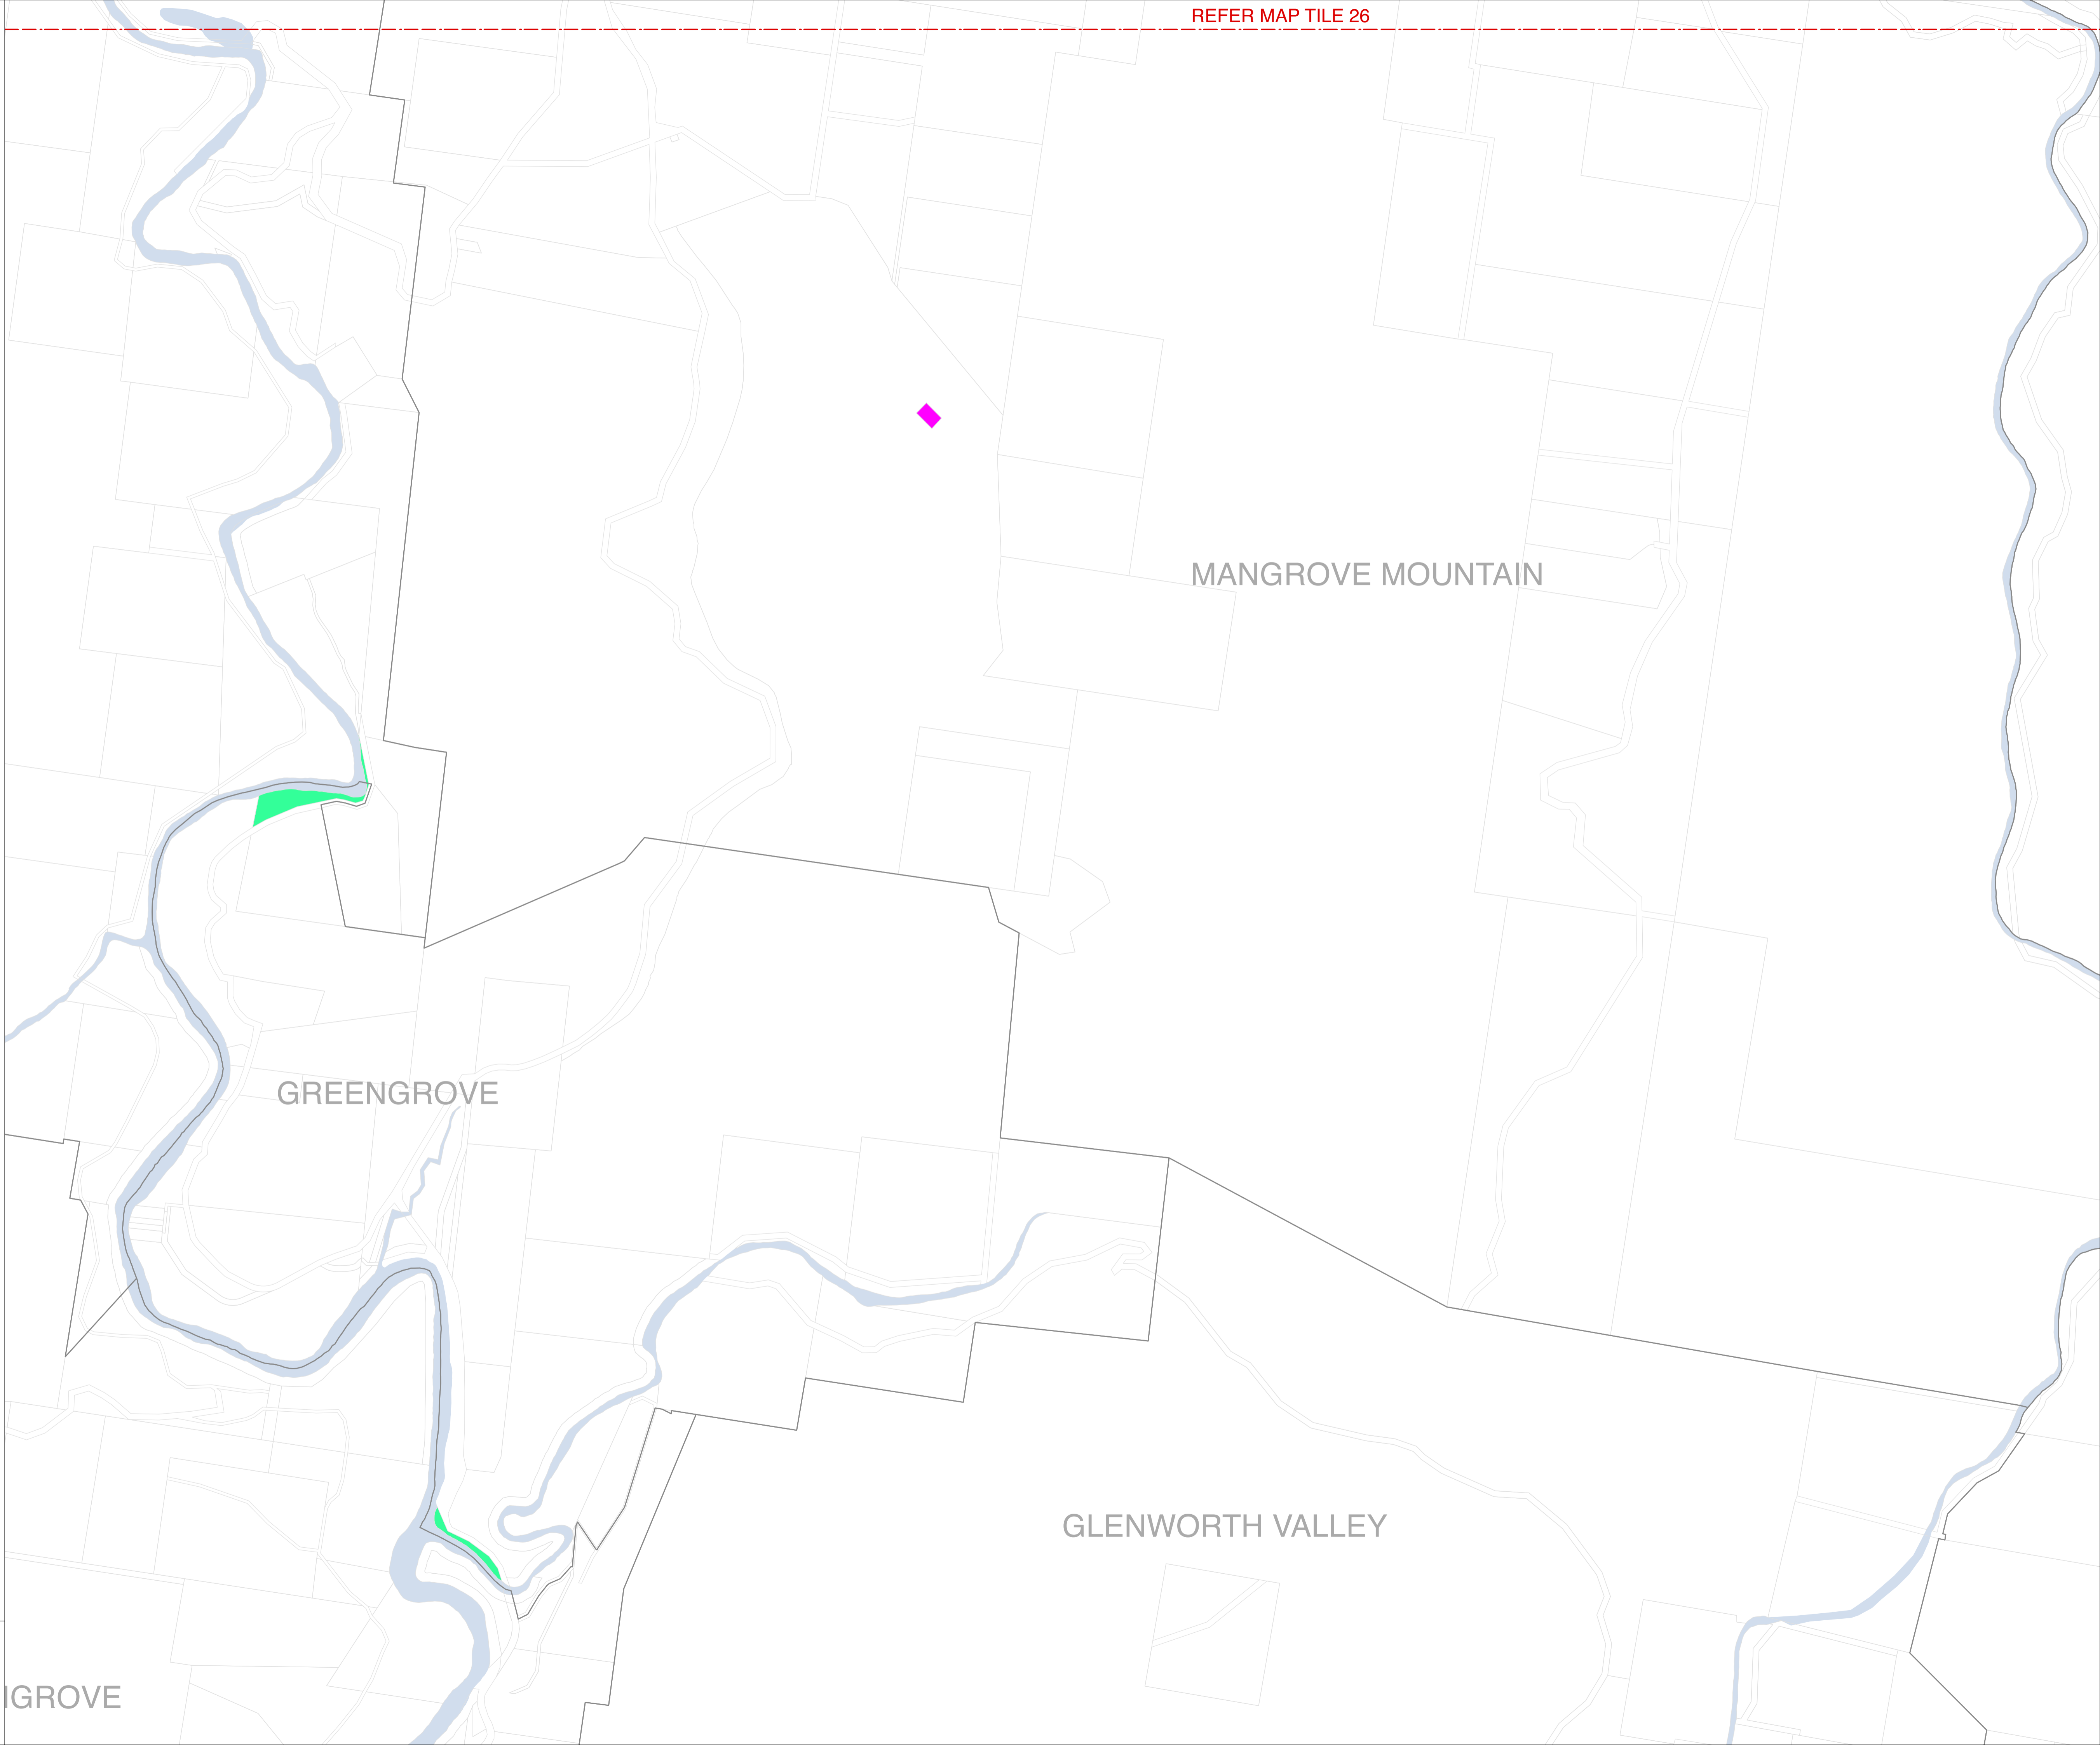 REFER MAP TILE 26
MANGROVE MOUNTAIN
GREENGROVE
GLENWORTH VALLEY
IGROVE